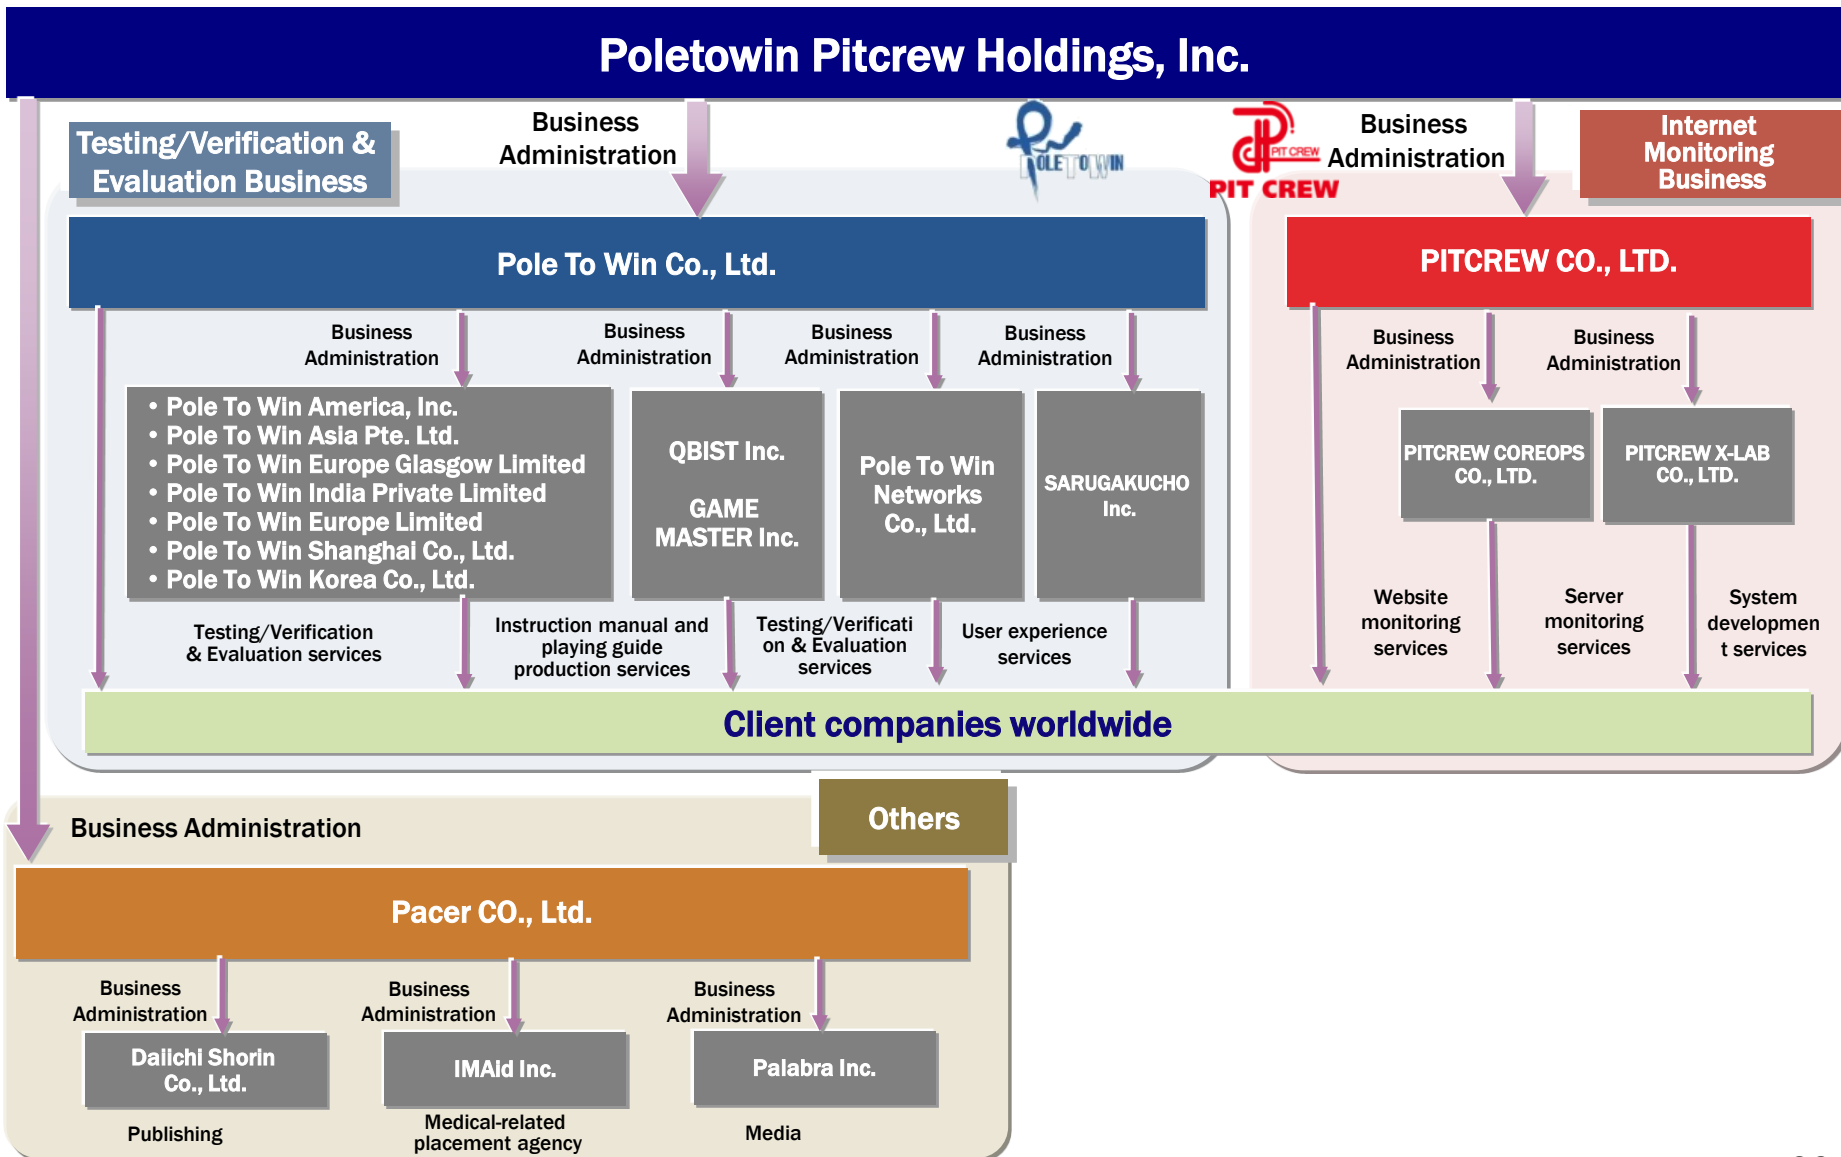 Poletowin Pitcrew Holdings, Inc.
Testing/Verification &
Evaluation Business
Business
Administration
POLE TO WIN
PIT CREW
PIT CREW
Business
Administration
Internet
Monitoring
Business
Pole To Win Co., Ltd.
PITCREW CO., LTD.
Business
Administration
Business
Administration
Business
Administration
Business
Administration
Business
Administration
Business
Administration
• Pole To Win America, Inc.
• Pole To Win Asia Pte. Ltd.
• Pole To Win Europe Glasgow Limited
• Pole To Win India Private Limited
• Pole To Win Europe Limited
• Pole To Win Shanghai Co., Ltd.
• Pole To Win Korea Co., Ltd.
QBIST Inc.
GAME
MASTER Inc.
Pole To Win
Networks
Co., Ltd.
SARUGAKUCHO
Inc.
PITCREW COREOPS
CO., LTD.
PITCREW X-LAB
CO., LTD.
Testing/Verification
& Evaluation services
Instruction manual and
playing guide
production services
Testing/Verificati
on & Evaluation
services
User experience
services
Website
monitoring
services
Server
monitoring
services
System
developmen
t services
Client companies worldwide
Others
Business Administration
Pacer CO., Ltd.
Business
Administration
Business
Administration
Business
Administration
Daiichi Shorin
Co., Ltd.
IMAid Inc.
Palabra Inc.
Publishing
Medical-related
placement agency
Media